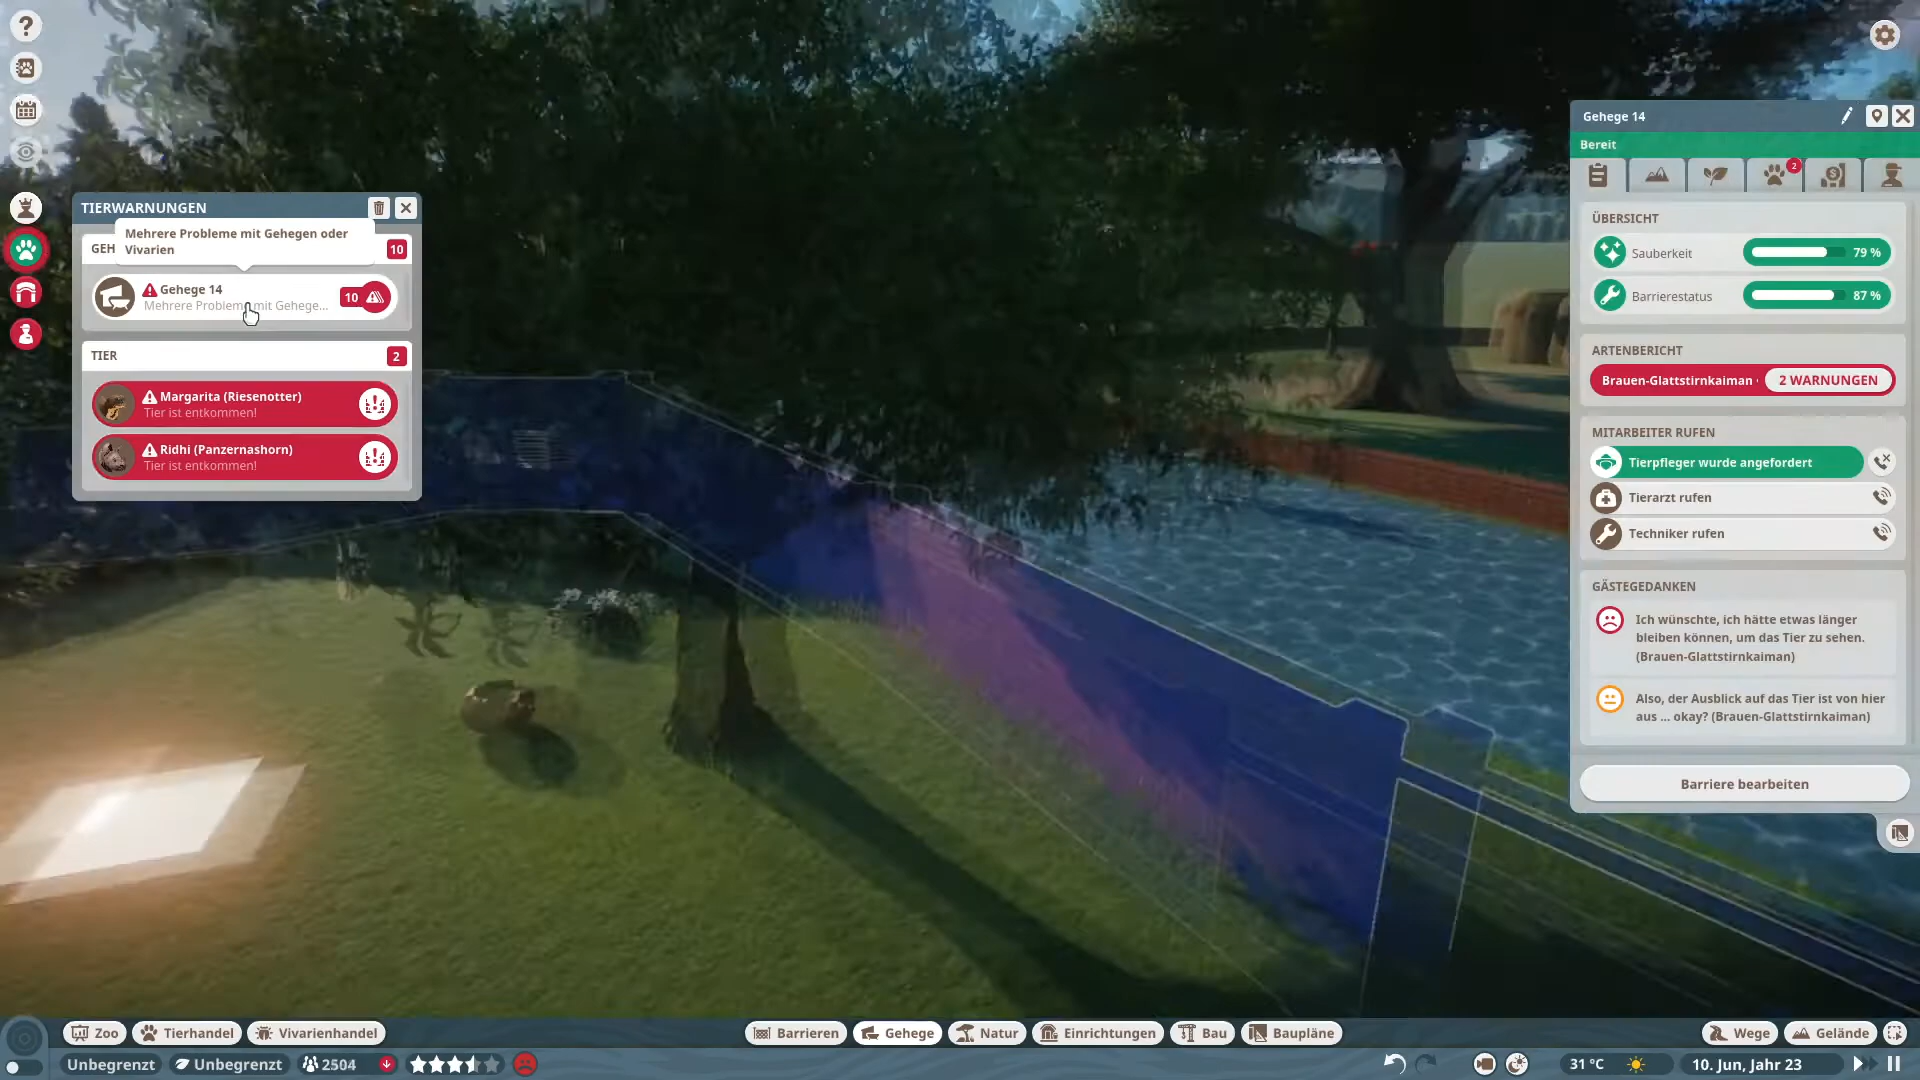 TIERWARNUNGEN
Mehrere Probleme mit Gehegen oder
Vivarien
GEH
10
Gehege 14
Mehrere Probleme mit Gehege...
10
TIER
2
Margarita (Riesenotter)
Tier ist entkommen!
Ridhi (Panzernashorn)
Tier ist entkommen!
Gehege 14
Bereit
2
ÜBERSICHT
Sauberkeit
79 %
Barrierestatus
87 %
ARTENBERICHT
Brauen-Glattstirnkaiman
2 WARNUNGEN
MITARBEITER RUFEN
Tierpfleger wurde angefordert
Tierarzt rufen
Techniker rufen
GÄSTEGEDANKEN
Ich wünschte, ich hätte etwas länger
bleiben können, um das Tier zu sehen.
(Brauen-Glattstirnkaiman)
Also, der Ausblick auf das Tier ist von hier
aus ... okay? (Brauen-Glattstirnkaiman)
Barriere bearbeiten
Zoo
Tierhandel
Vivarienhandel
Barrieren
Gehege
Natur
Einrichtungen
Bau
Baupläne
Wege
Gelände
Unbegrenzt
Unbegrenzt
2504
31 °C
10. Jun, Jahr 23